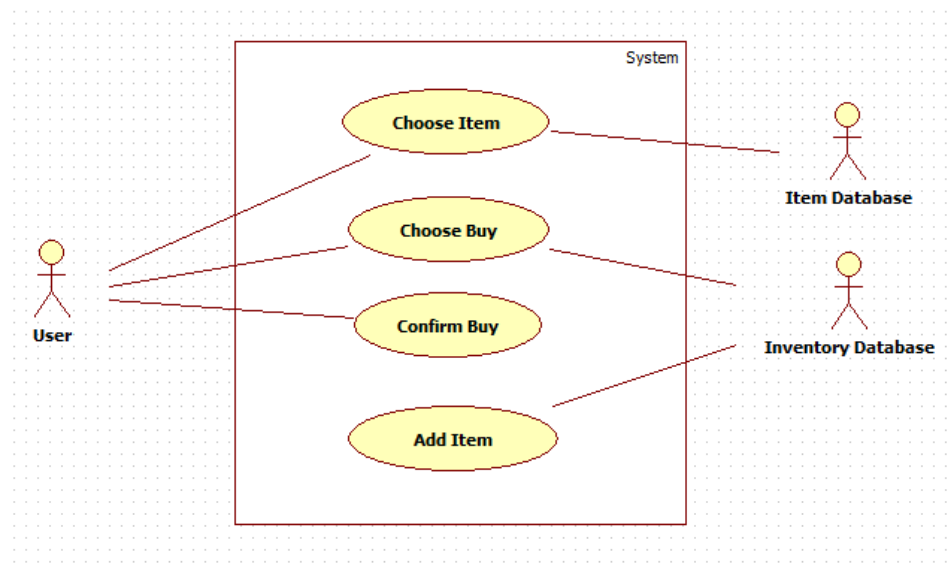 System
Choose Item
Item Database
Choose Buy
User
Confirm Buy
Inventory Database
Add Item